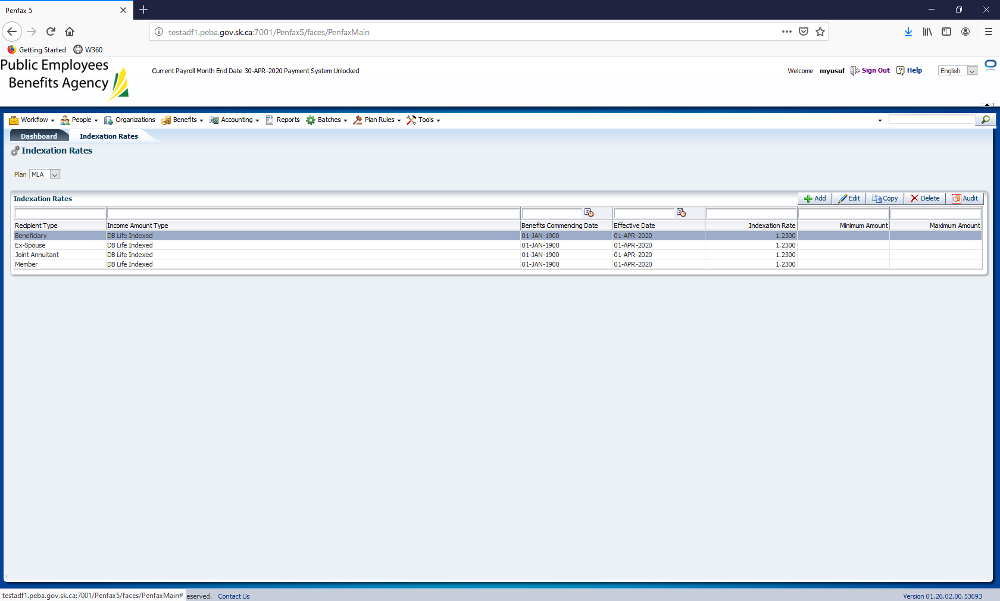 Penfax 5
testadf1.peba.gov.sk.ca:7001/Penfax5/faces/PenfaxMain
Getting Started W360
Public Employees
Benefits Agency
Current Payroll Month End Date 30-APR-2020 Payment System Unlocked
Welcome myusuf Sign Out Help English
Workflow People Organizations Benefits Accounting Reports Batches Plan Rules Tools
Dashboard Indexation Rates
Indexation Rates
Plan MLA
Indexation Rates Add Edit Copy Delete Audit
Recipient Type Income Amount Type Benefits Commencing Date Effective Date Indexation Rate Minimum Amount Maximum Amount
Beneficiary DB Life Indexed 01-JAN-1900 01-APR-2020 1.2300
Ex-Spouse DB Life Indexed 01-JAN-1900 01-APR-2020 1.2300
Joint Annuitant DB Life Indexed 01-JAN-1900 01-APR-2020 1.2300
Member DB Life Indexed 01-JAN-1900 01-APR-2020 1.2300
testadf1.peba.gov.sk.ca:7001/Penfax5/faces/PenfaxMain# eserved. Contact Us Version 01.26.02.00.53693